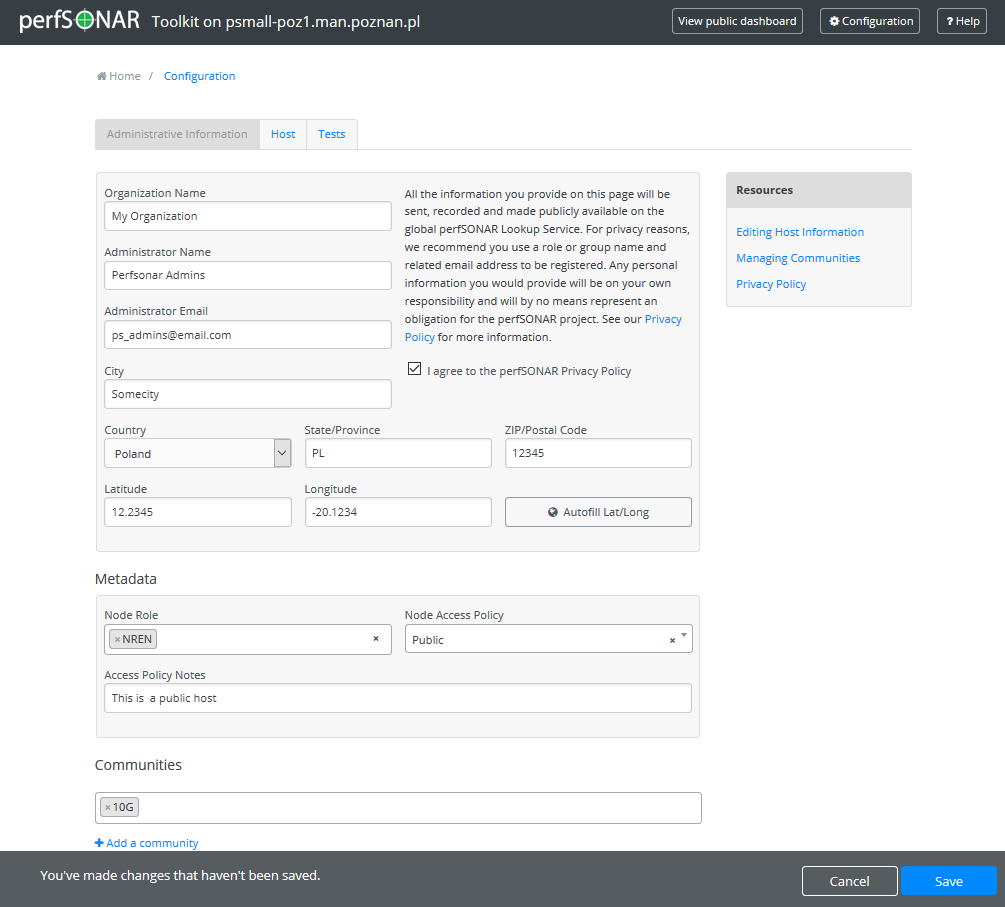 perfSONAR Toolkit on psmall-poz1.man.poznan.pl View public dashboard Configuration ? Help
Home / Configuration
Administrative Information Host Tests
Organization Name
My Organization
Administrator Name
Perfsonar Admins
Administrator Email
ps_admins@email.com
City
Somecity
All the information you provide on this page will be
sent, recorded and made publicly available on the
global perfSONAR Lookup Service. For privacy reasons,
we recommend you use a role or group name and
related email address to be registered. Any personal
information you would provide will be on your own
responsibility and will by no means represent an
obligation for the perfSONAR project. See our Privacy
Policy for more information.
I agree to the perfSONAR Privacy Policy
Country State/Province ZIP/Postal Code
Poland PL 12345
Latitude Longitude
12.2345 -20.1234 Autofill Lat/Long
Resources
Editing Host Information
Managing Communities
Privacy Policy
Metadata
Node Role Node Access Policy
×NREN × Public ×
Access Policy Notes
This is  a public host
Communities
×10G
+ Add a community
You've made changes that haven't been saved. Cancel Save